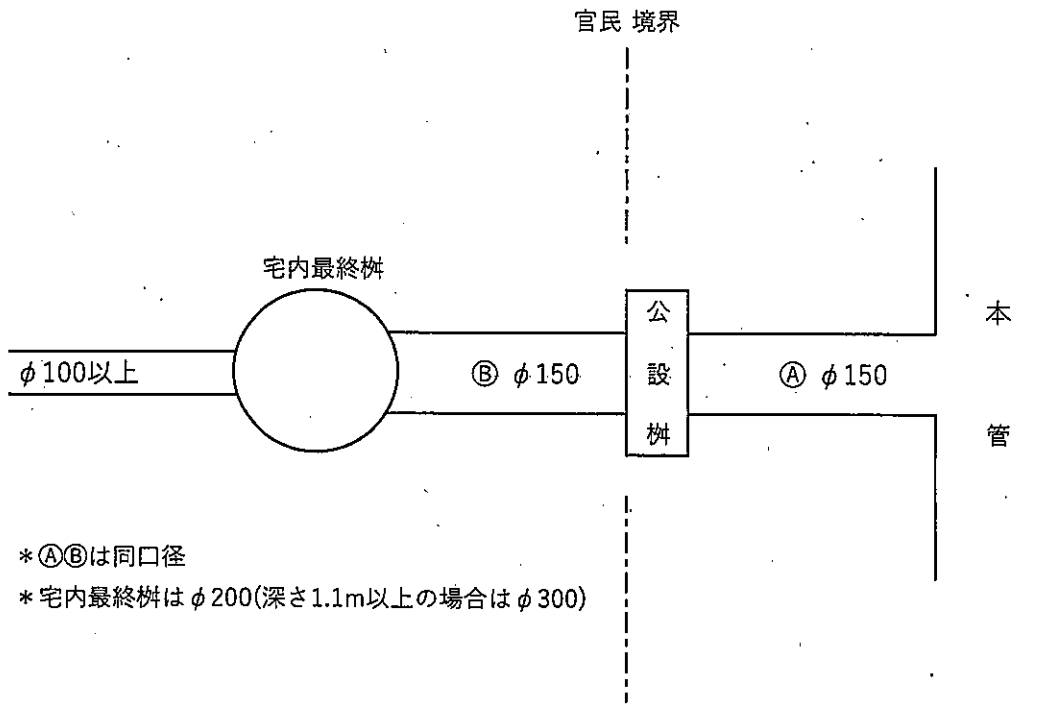 官民 境界
宅内最終桝
φ100以上
Ⓑ φ150
公設桝
Ⓐ φ150
本管
*ⒶⒷは同口径
*宅内最終桝はφ200(深さ1.1m以上の場合はφ300)